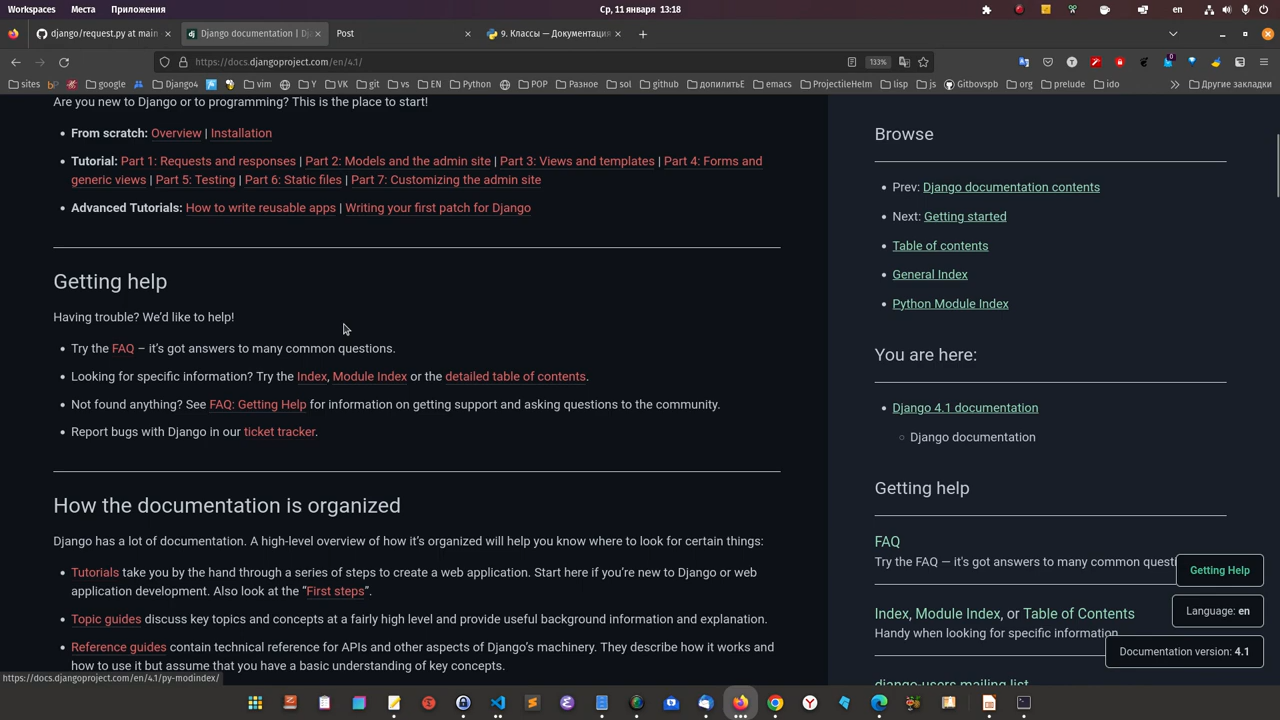 Workspaces Места Приложения Ср, 11 января 13:18 en
django/request.py at main Django documentation | Dj Post 9. Классы — Документация
https://docs.djangoproject.com/en/4.1/ 133%
sites google Django4 vim Y VK git vs EN Python POP Разное sol github допилитьЕ emacs ProjectileHelm lisp js Gitbovspb org prelude ido Другие закладки
Are you new to Django or to programming? This is the place to start!
From scratch: Overview | Installation
Tutorial: Part 1: Requests and responses | Part 2: Models and the admin site | Part 3: Views and templates | Part 4: Forms and
generic views | Part 5: Testing | Part 6: Static files | Part 7: Customizing the admin site
Advanced Tutorials: How to write reusable apps | Writing your first patch for Django
Getting help
Having trouble? We’d like to help!
Try the FAQ – it’s got answers to many common questions.
Looking for specific information? Try the Index, Module Index or the detailed table of contents.
Not found anything? See FAQ: Getting Help for information on getting support and asking questions to the community.
Report bugs with Django in our ticket tracker.
How the documentation is organized
Django has a lot of documentation. A high-level overview of how it’s organized will help you know where to look for certain things:
Tutorials take you by the hand through a series of steps to create a web application. Start here if you’re new to Django or web
application development. Also look at the “First steps”.
Topic guides discuss key topics and concepts at a fairly high level and provide useful background information and explanation.
Reference guides contain technical reference for APIs and other aspects of Django’s machinery. They describe how it works and
how to use it but assume that you have a basic understanding of key concepts.
https://docs.djangoproject.com/en/4.1/py-modindex/
Browse
Prev: Django documentation contents
Next: Getting started
Table of contents
General Index
Python Module Index
You are here:
Django 4.1 documentation
Django documentation
Getting help
FAQ
Try the FAQ — it's got answers to many common quest
Index, Module Index, or Table of Contents
Handy when looking for specific information
django-users mailing list
Getting Help
Language: en
Documentation version: 4.1